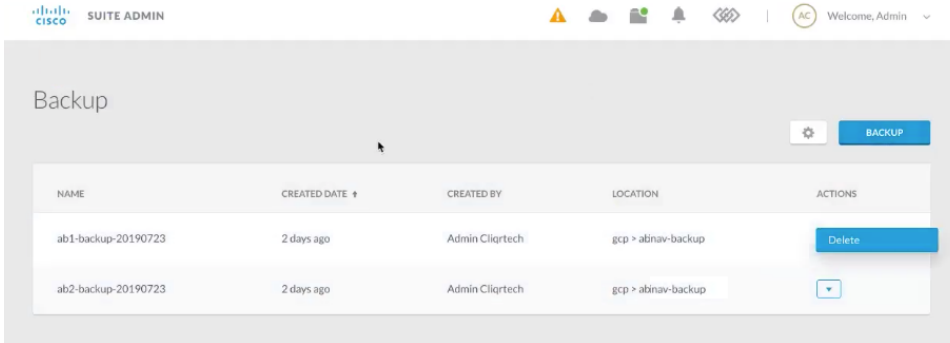 CISCO SUITE ADMIN AC Welcome, Admin
Backup
BACKUP
NAME CREATED DATE CREATED BY LOCATION ACTIONS
ab1-backup-20190723 2 days ago Admin Cliqrtech gcp > abinav-backup Delete
ab2-backup-20190723 2 days ago Admin Cliqrtech gcp > abinav-backup